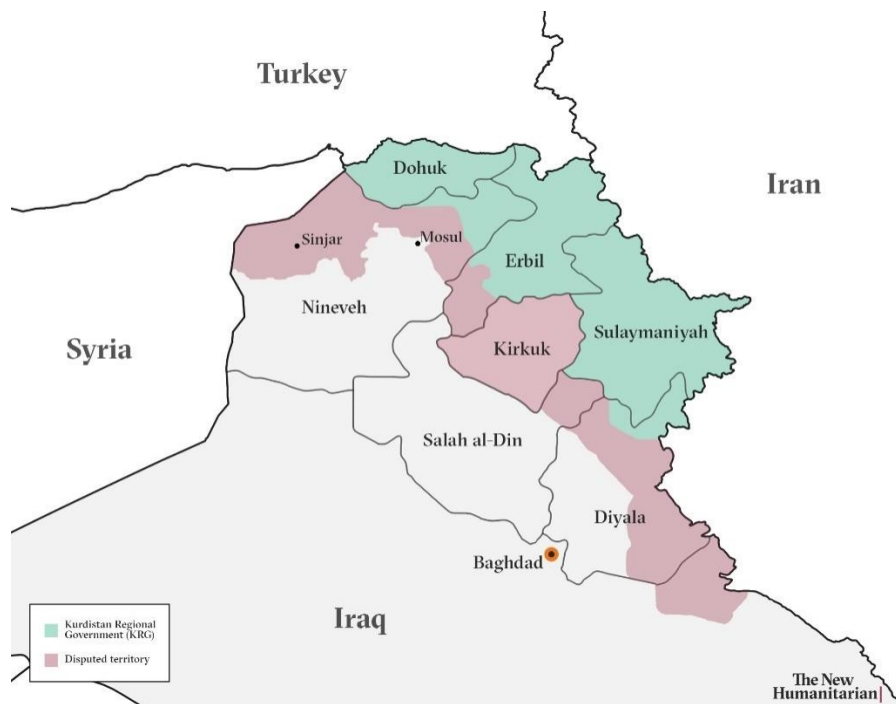 Turkey
Iran
Dohuk
Sinjar
Mosul
Erbil
Nineveh
Sulaymaniyah
Syria
Kirkuk
Salah al-Din
Diyala
Baghdad
Iraq
Kurdistan Regional
Government (KRG)
Disputed territory
The New
Humanitarian